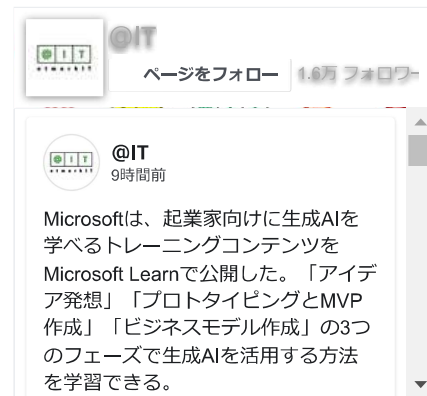 @IT
atmarkIT
@IT
ページをフォロー
1.6万 フォロワー
@IT
atmarkIT
@IT
9時間前
Microsoftは、起業家向けに生成AIを
学べるトレーニングコンテンツを
Microsoft Learnで公開した。「アイデ
ア発想」「プロトタイピングとMVP
作成」「ビジネスモデル作成」の3つ
のフェーズで生成AIを活用する方法
を学習できる。